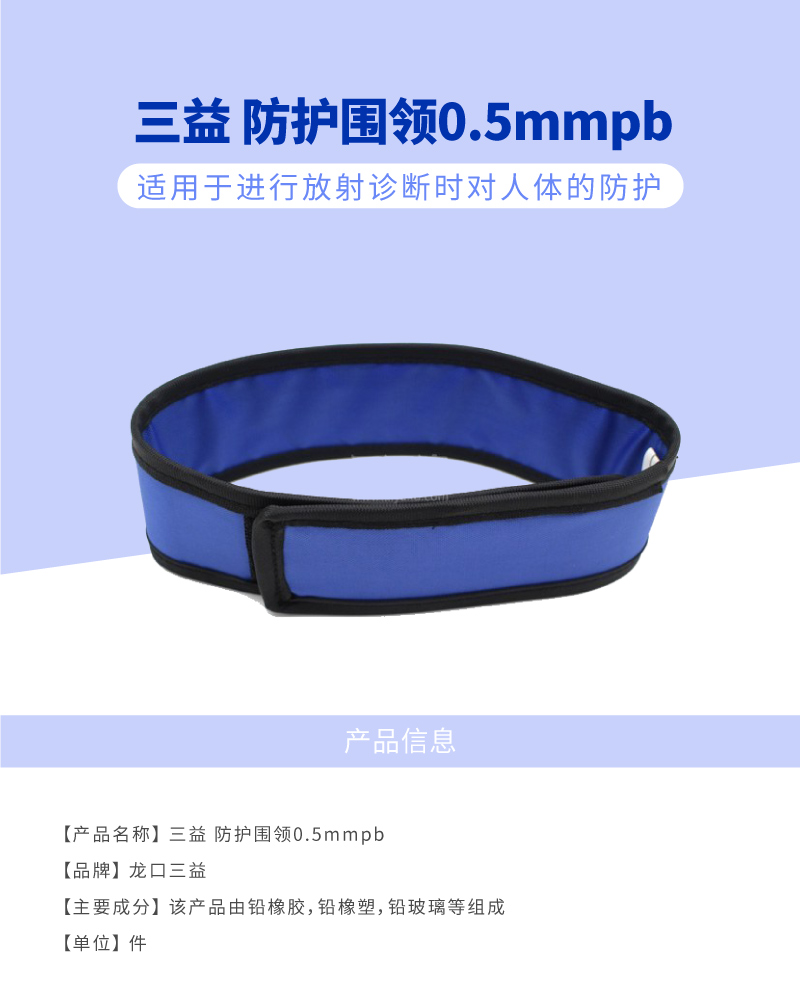 三益 防护围领0.5mmpb
适用于进行放射诊断时对人体的防护
产品信息
【产品名称】三益 防护围领0.5mmpb
【品牌】龙口三益
【主要成分】该产品由铅橡胶,铅橡塑,铅玻璃等组成
【单位】件